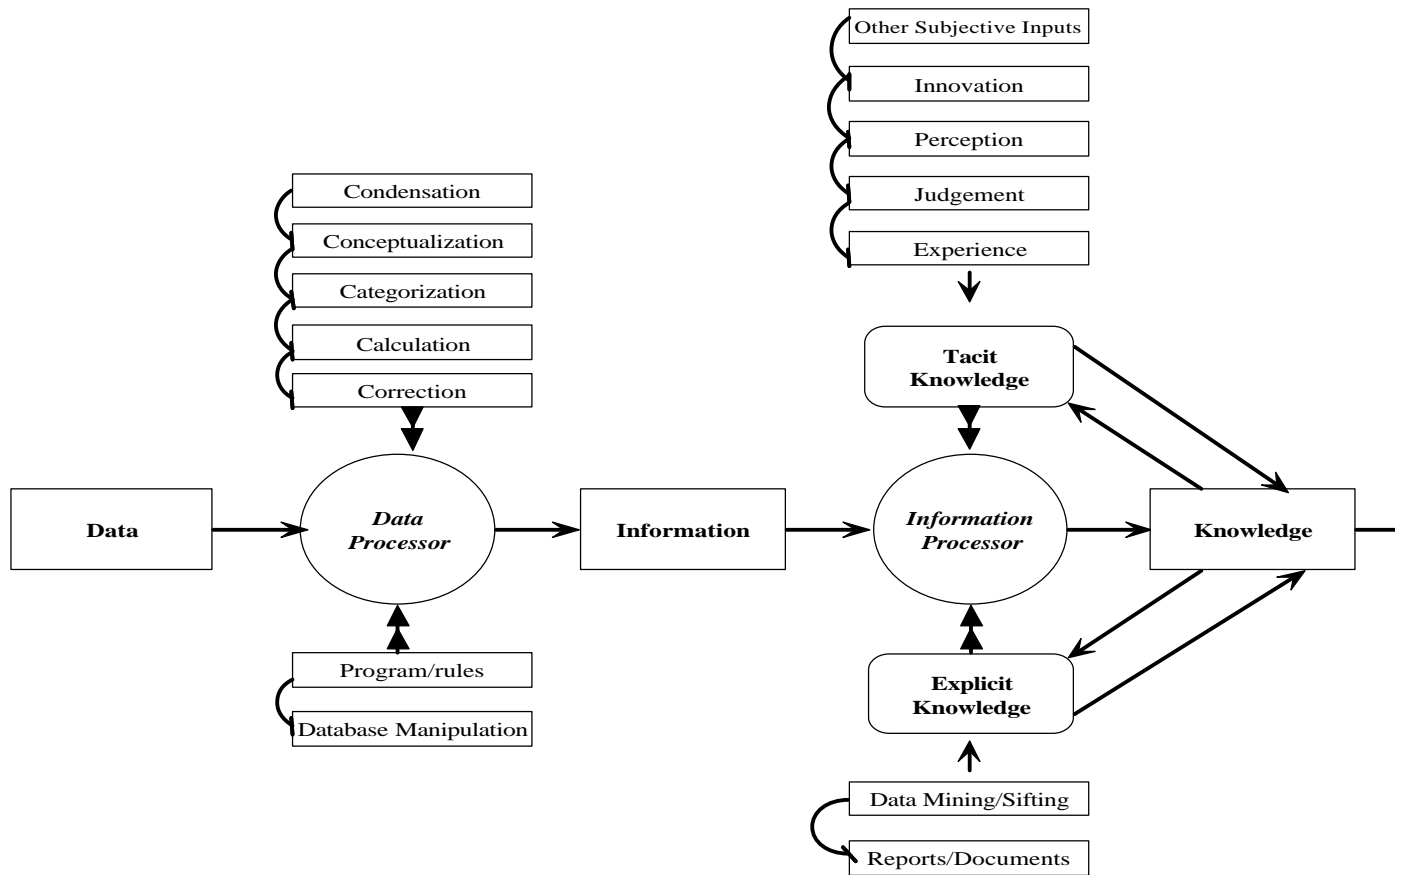 Other Subjective Inputs
Innovation
Perception
Judgement
Experience
Condensation
Conceptualization
Categorization
Calculation
Correction
Tacit
Knowledge
Data
Data
Processor
Information
Information
Processor
Knowledge
Program/rules
Database Manipulation
Explicit
Knowledge
Data Mining/Sifting
Reports/Documents